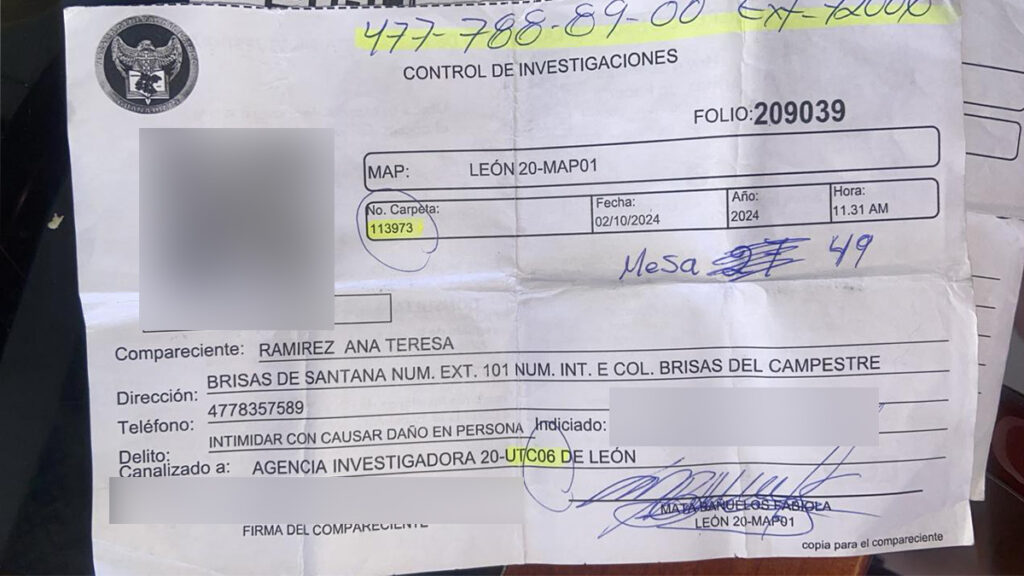 477-788-89-00 Ext-72000
CONTROL DE INVESTIGACIONES
FOLIO:209039
MAP: LEÓN 20-MAP01
No. Carpeta: Fecha: Año: Hora:
113973 02/10/2024 2024 11.31 AM
Mesa 49
Compareciente: RAMIREZ ANA TERESA
Dirección: BRISAS DE SANTANA NUM. EXT. 101 NUM. INT. E COL. BRISAS DEL CAMPESTRE
Teléfono: 4778357589
Delito: INTIMIDAR CON CAUSAR DAÑO EN PERSONA Indiciado:
Canalizado a: AGENCIA INVESTIGADORA 20-UTC06 DE LEÓN
MATA BAÑUELOS FABIOLA
FIRMA DEL COMPARECIENTE LEÓN 20-MAP01
copia para el compareciente